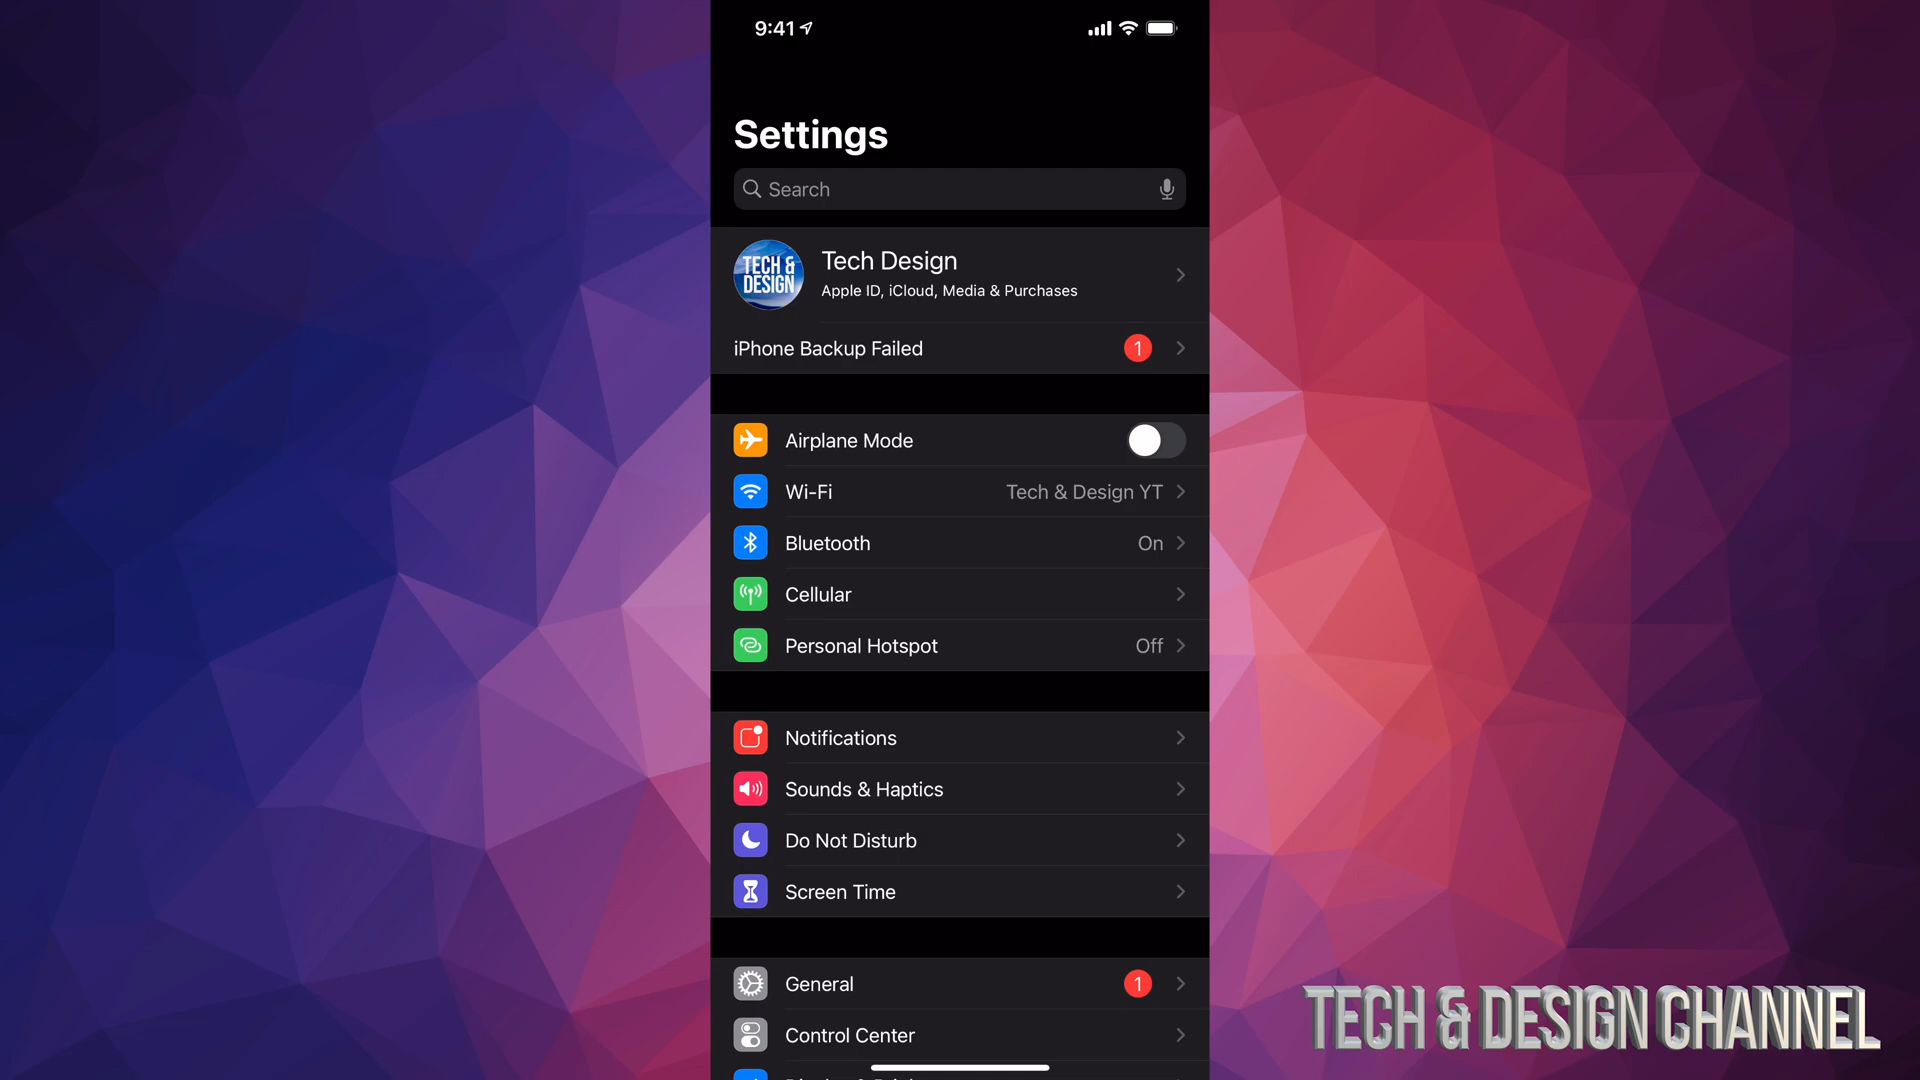 9:41
Settings
Search
TECH &
DESIGN
Tech Design
Apple ID, iCloud, Media & Purchases
iPhone Backup Failed
1
Airplane Mode
Wi-Fi
Tech & Design YT
Bluetooth
On
Cellular
Personal Hotspot
Off
Notifications
Sounds & Haptics
Do Not Disturb
Screen Time
General
1
Control Center
TECH & DESIGN CHANNEL